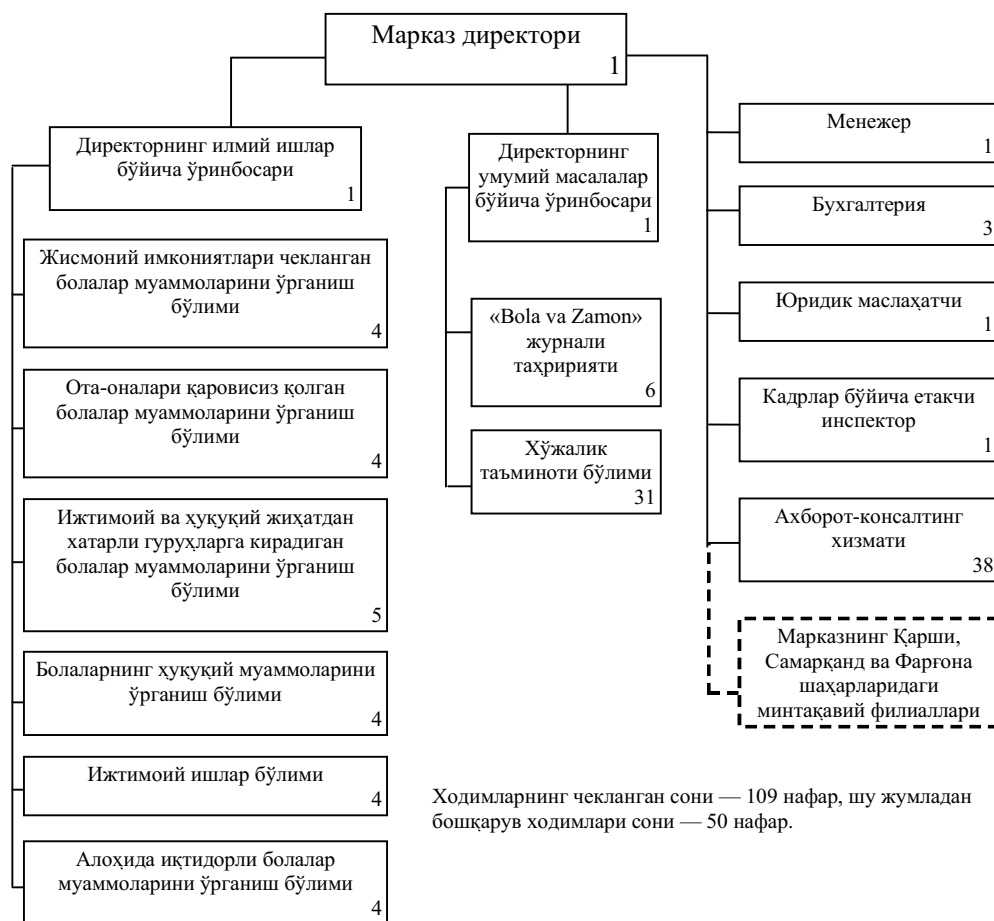 Марказ директори
1
Директорнинг илмий ишлар
бўйича ўринбосари
1
Жисмоний имкониятлари чекланган
болалар муаммоларини ўрганиш
бўлими
4
Ота-оналари қаровисиз қолган
болалар муаммоларини ўрганиш
бўлими
4
Ижтимоий ва ҳуқуқий жиҳатдан
хатарли гуруҳларга кирадиган
болалар муаммоларини ўрганиш
бўлими
5
Болаларнинг ҳуқуқий муаммоларини
ўрганиш бўлими
4
Ижтимоий ишлар бўлими
4
Алоҳида иқтидорли болалар
муаммоларини ўрганиш бўлими
4
Директорнинг
умумий масалалар
бўйича ўринбосари
1
«Bola va Zamon»
журнали
таҳририяти
6
Хўжалик
таъминоти бўлими
31
Менежер
1
Бухгалтерия
3
Юридик маслаҳатчи
1
Кадрлар бўйича етакчи
инспектор
1
Ахборот-консалтинг
хизмати
38
Марказнинг Қарши,
Самарқанд ва Фарғона
шаҳарларидаги
минтақавий филиаллари
Ходимларнинг чекланган сони — 109 нафар, шу жумладан
бошқарув ходимлари сони — 50 нафар.